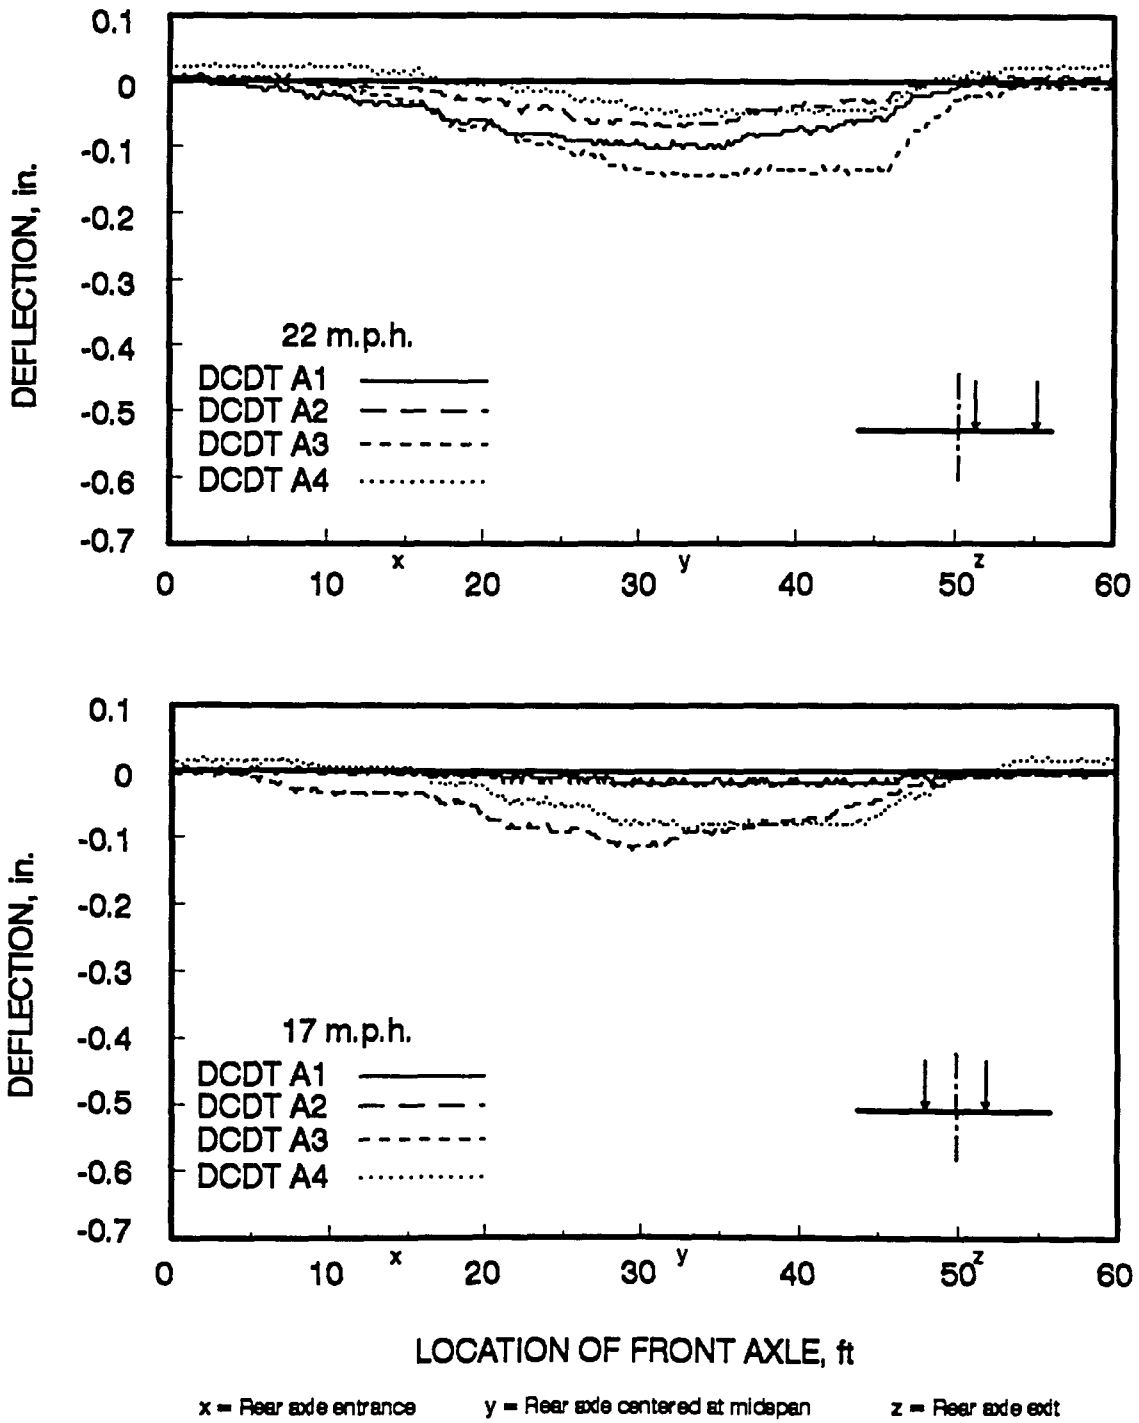 0.1
0
-0.1
-0.2
-0.3
-0.4
-0.5
-0.6
-0.7
DEFLECTION, in.
22 m.p.h.
DCDT A1
DCDT A2
DCDT A3
DCDT A4
x y z
0 10 20 30 40 50 60
0.1
0
-0.1
-0.2
-0.3
-0.4
-0.5
-0.6
-0.7
DEFLECTION, in.
17 m.p.h.
DCDT A1
DCDT A2
DCDT A3
DCDT A4
x y z
0 10 20 30 40 50 60
LOCATION OF FRONT AXLE, ft
x = Rear axle entrance y = Rear axle centered at midspan z = Rear axle exit